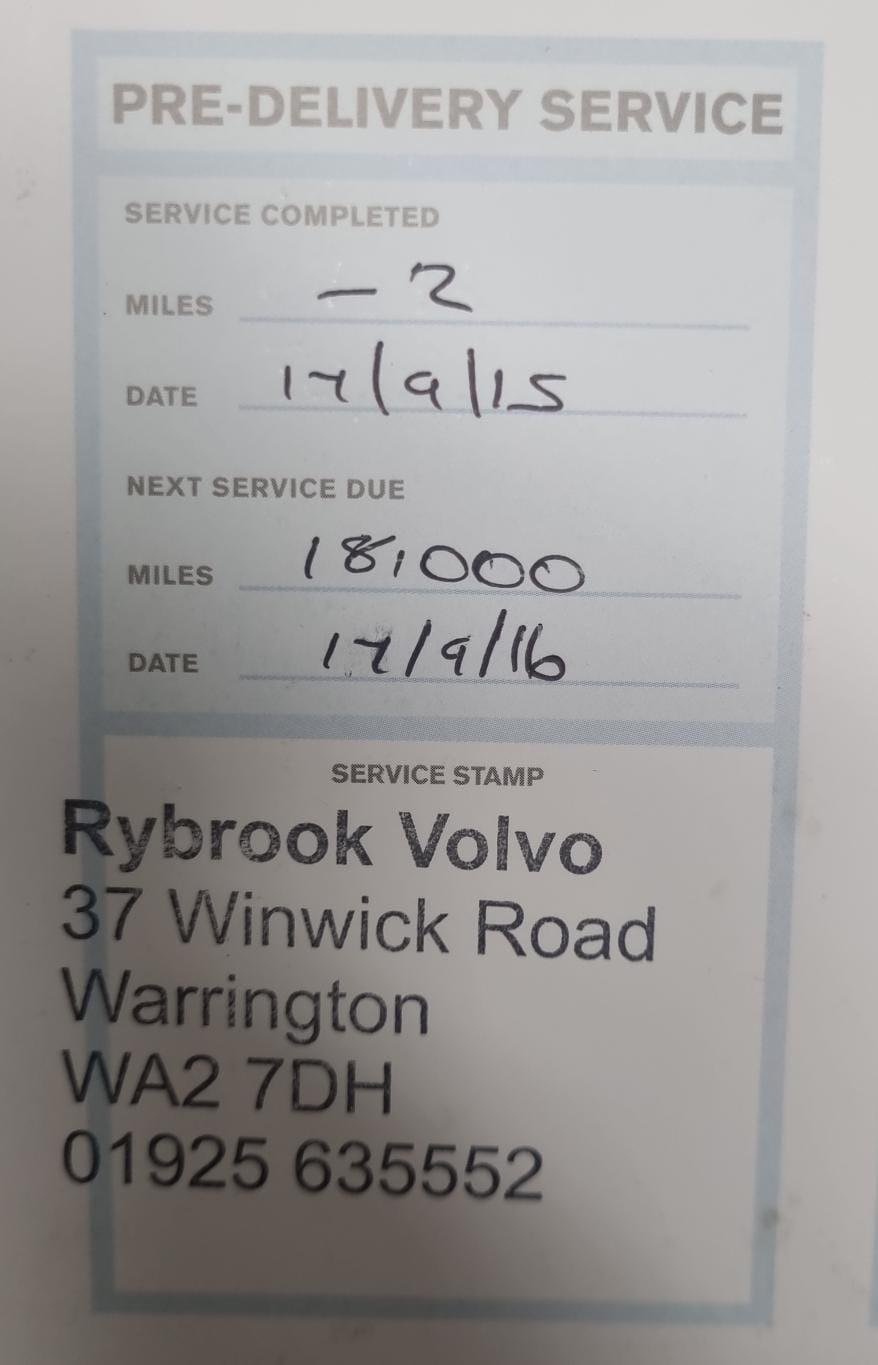 PRE-DELIVERY SERVICE
SERVICE COMPLETED
MILES — 2
DATE 17/9/15
NEXT SERVICE DUE
MILES 18,000
DATE 17/9/16
SERVICE STAMP
Rybrook Volvo
37 Winwick Road
Warrington
WA2 7DH
01925 635552